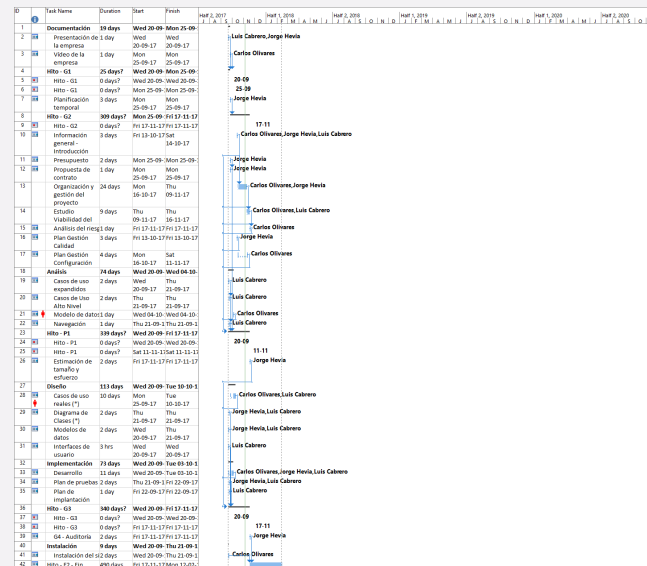 ID Task Name Duration Start Finish Half 2, 2017 Half 1, 2018 Half 2, 2018 Half 1, 2019 Half 2, 2019 Half 1, 2020 Half 2, 2020
J A S O N D J F M A M J J A S O N D J F M A M J J A S O N D J F M A M J J A S O N D
1 Documentación 19 days Wed 20-09- Mon 25-09-
2 Presentación de 1 day Wed Wed Luis Cabrero,Jorge Hevia
la empresa 20-09-17 20-09-17
3 Vídeo de la 1 day Mon Mon Carlos Olivares
empresa 25-09-17 25-09-17
4 Hito - G1 25 days? Wed 20-09- Mon 25-09-
5 Hito - G1 0 days? Wed 20-09- Wed 20-09- 20-09
6 Hito - G1 0 days? Mon 25-09- Mon 25-09- 25-09
7 Planificación 3 days Mon Mon Jorge Hevia
temporal 25-09-17 25-09-17
8 Hito - G2 309 days? Mon 25-09- Fri 17-11-17
9 Hito - G2 0 days? Fri 17-11-17 Fri 17-11-17 17-11
10 Información 3 days Fri 13-10-17 Sat Carlos Olivares,Jorge Hevia,Luis Cabrero
general - 14-10-17
Introducción
11 Presupuesto 2 days Mon 25-09- Mon 25-09- Jorge Hevia
12 Propuesta de 1 day Mon Mon Jorge Hevia
contrato 25-09-17 25-09-17
13 Organización y 24 days Mon Thu Carlos Olivares,Jorge Hevia
gestión del 16-10-17 09-11-17
proyecto
14 Estudio 9 days Thu Thu Carlos Olivares,Luis Cabrero
Viabilidad del 09-11-17 16-11-17
15 Análisis del riesg 1 day Fri 17-11-17 Fri 17-11-17 Carlos Olivares
16 Plan Gestión 3 days Fri 13-10-17 Fri 13-10-17 Jorge Hevia
Calidad
17 Plan Gestión 4 days Mon Sat Carlos Olivares
Configuración 16-10-17 11-11-17
18 Análsis 74 days Wed 20-09- Wed 04-10-
19 Casos de uso 2 days Wed Thu Luis Cabrero
expandidos 20-09-17 21-09-17
20 Casos de Uso 2 days Thu Thu Luis Cabrero
Alto Nivel 21-09-17 21-09-17
21 Modelo de datos 1 day Wed 04-10- Wed 04-10- Carlos Olivares
22 Navegación 1 day Thu 21-09-1 Thu 21-09-1 Luis Cabrero
23 Hito - P1 339 days? Wed 20-09- Fri 17-11-17
24 Hito - P1 0 days? Wed 20-09- Wed 20-09- 20-09
25 Hito - P1 0 days? Sat 11-11-17 Sat 11-11-17 11-11
26 Estimación de 2 days Fri 17-11-17 Fri 17-11-17 Jorge Hevia
tamaño y
esfuerzo
27 Diseño 113 days Wed 20-09- Tue 10-10-1
28 Casos de uso 10 days Mon Tue Carlos Olivares,Luis Cabrero
reales (*) 25-09-17 10-10-17
29 Diagrama de 2 days Thu Thu Jorge Hevia,Luis Cabrero
Clases (*) 21-09-17 21-09-17
30 Modelos de 2 days Wed Thu Jorge Hevia,Luis Cabrero
datos 20-09-17 21-09-17
31 Interfaces de 3 hrs Wed Wed Luis Cabrero
usuario 20-09-17 20-09-17
32 Implementación 73 days Wed 20-09- Tue 03-10-1
33 Desarrollo 11 days Wed 20-09- Tue 03-10-1 Carlos Olivares,Jorge Hevia,Luis Cabrero
34 Plan de pruebas 2 days Thu 21-09-1 Fri 22-09-17 Jorge Hevia,Luis Cabrero
35 Plan de 1 day Fri 22-09-17 Fri 22-09-17 Luis Cabrero
implantación
36 Hito - G3 340 days? Wed 20-09- Fri 17-11-17
37 Hito - G3 0 days? Wed 20-09- Wed 20-09- 20-09
38 Hito - G3 0 days? Fri 17-11-17 Fri 17-11-17 17-11
39 G4 - Auditoria 2 days Fri 17-11-17 Fri 17-11-17 Jorge Hevia
40 Instalación 9 days Wed 20-09- Thu 21-09-1
41 Instalación del si 2 days Wed 20-09- Thu 21-09-1 Carlos Olivares
42 Hito - F2 - Fin 490 days Fri 17-11-17 Mon 12-02-